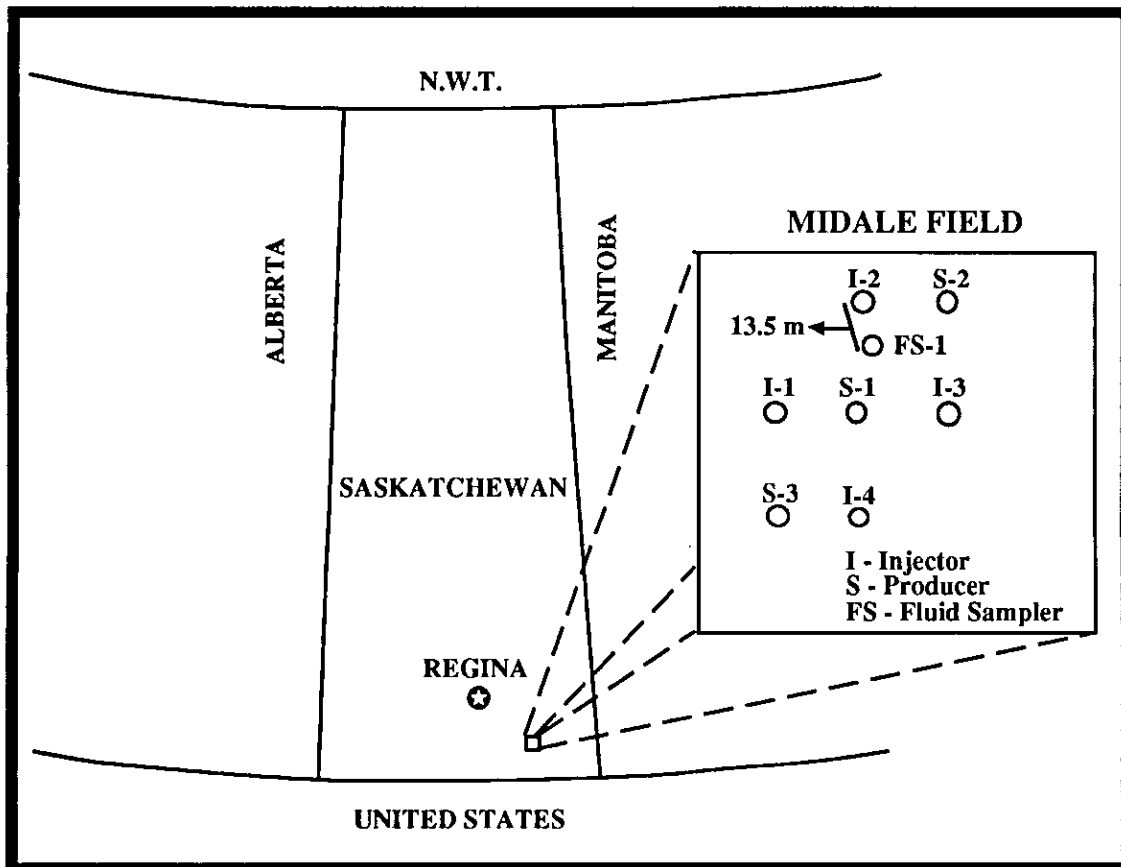 N.W.T.
ALBERTA
MANITOBA
SASKATCHEWAN
REGINA
UNITED STATES
MIDALE FIELD
I-2 S-2
13.5 m
FS-1
I-1 S-1 I-3
S-3 I-4
I - Injector
S - Producer
FS - Fluid Sampler